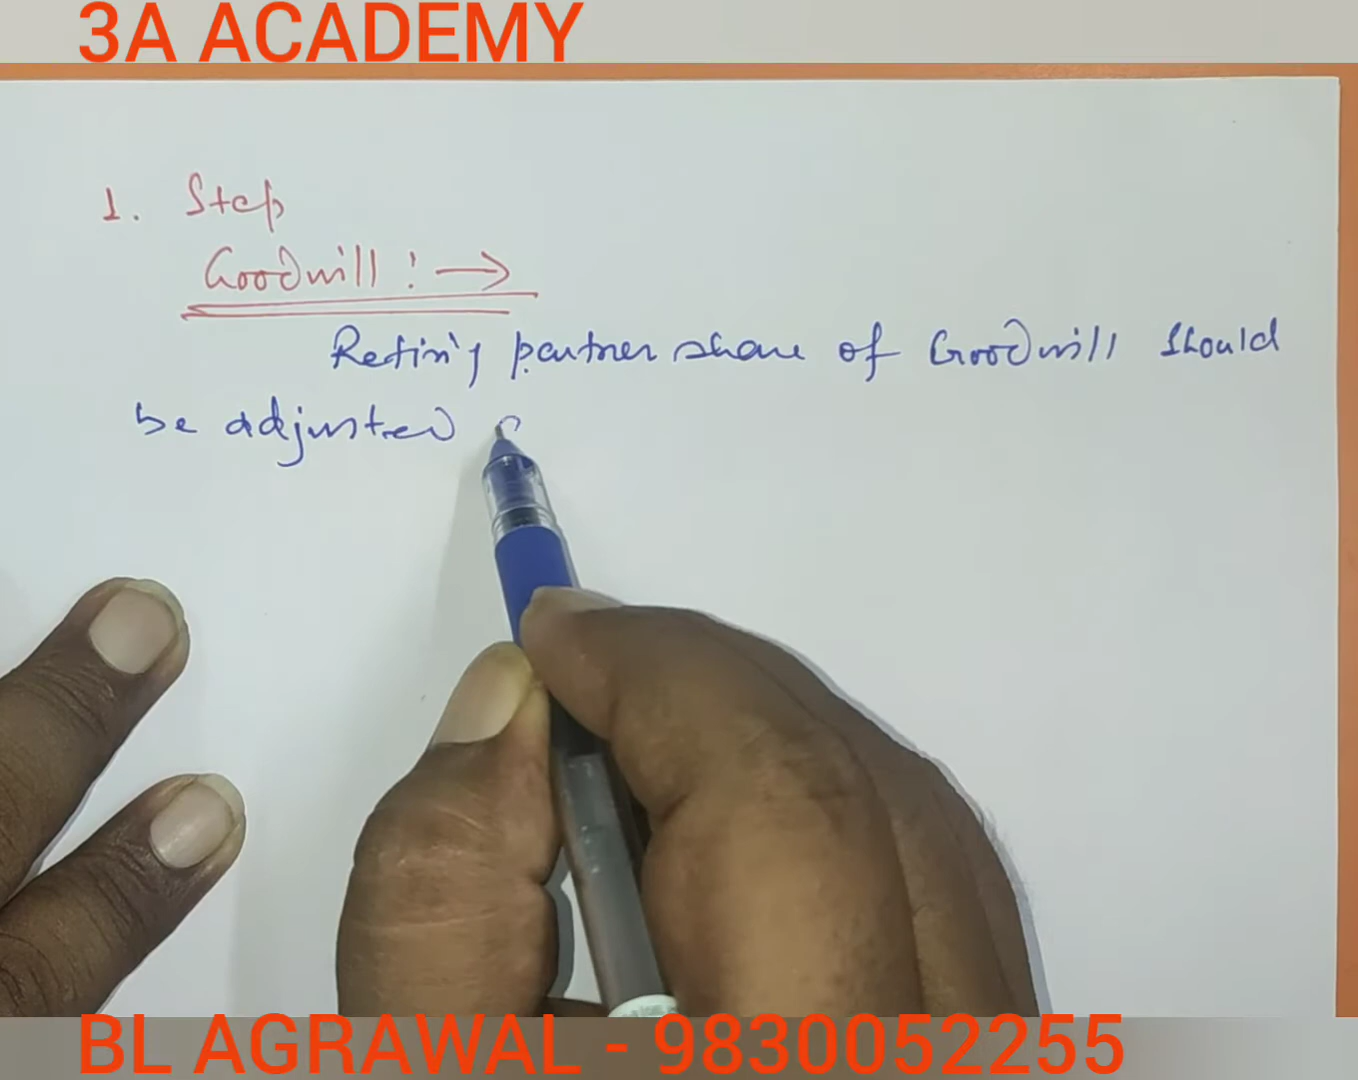 3A ACADEMY
1. Step
Goodwill : →
Retiring partner share of Goodwill should
be adjusted
BL AGRAWAL - 9830052255